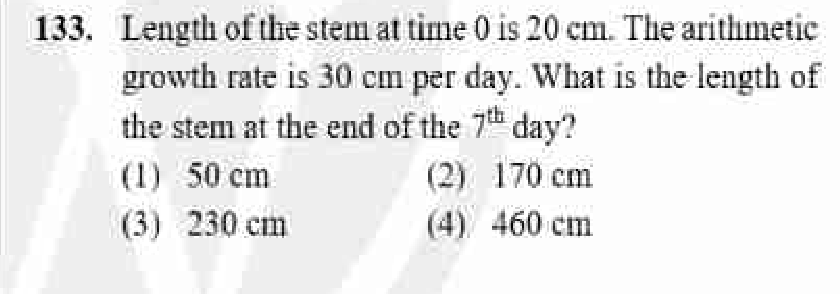 133. Length of the stem at time 0 is 20 cm. The arithmetic
growth rate is 30 cm per day. What is the length of
the stem at the end of the 7th day?
(1) 50 cm (2) 170 cm
(3) 230 cm (4) 460 cm